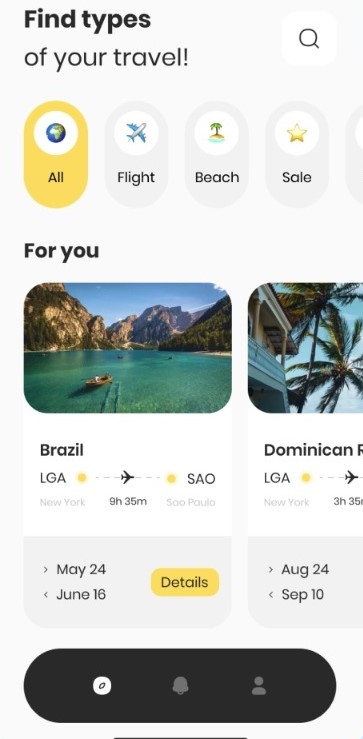 Find types
of your travel!
All Flight Beach Sale
For you
Brazil
LGA SAO
New York 9h 35m Sao Paulo
> May 24
< June 16
Details
Dominican R
LGA
New York 3h 35
> Aug 24
< Sep 10